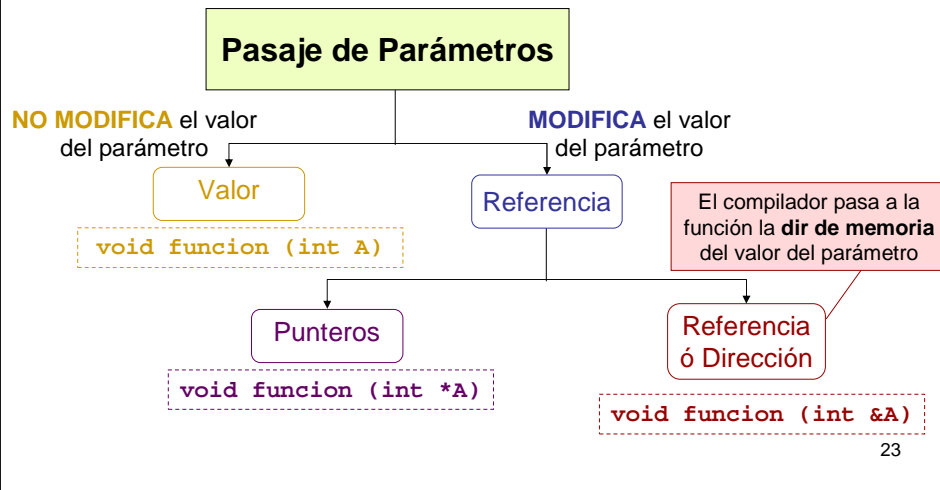 Pasaje de Parámetros
NO MODIFICA el valor
del parámetro
MODIFICA el valor
del parámetro
Valor
void funcion (int A)
Referencia
El compilador pasa a la
función la dir de memoria
del valor del parámetro
Punteros
void funcion (int *A)
Referencia
ó Dirección
void funcion (int &A)
23